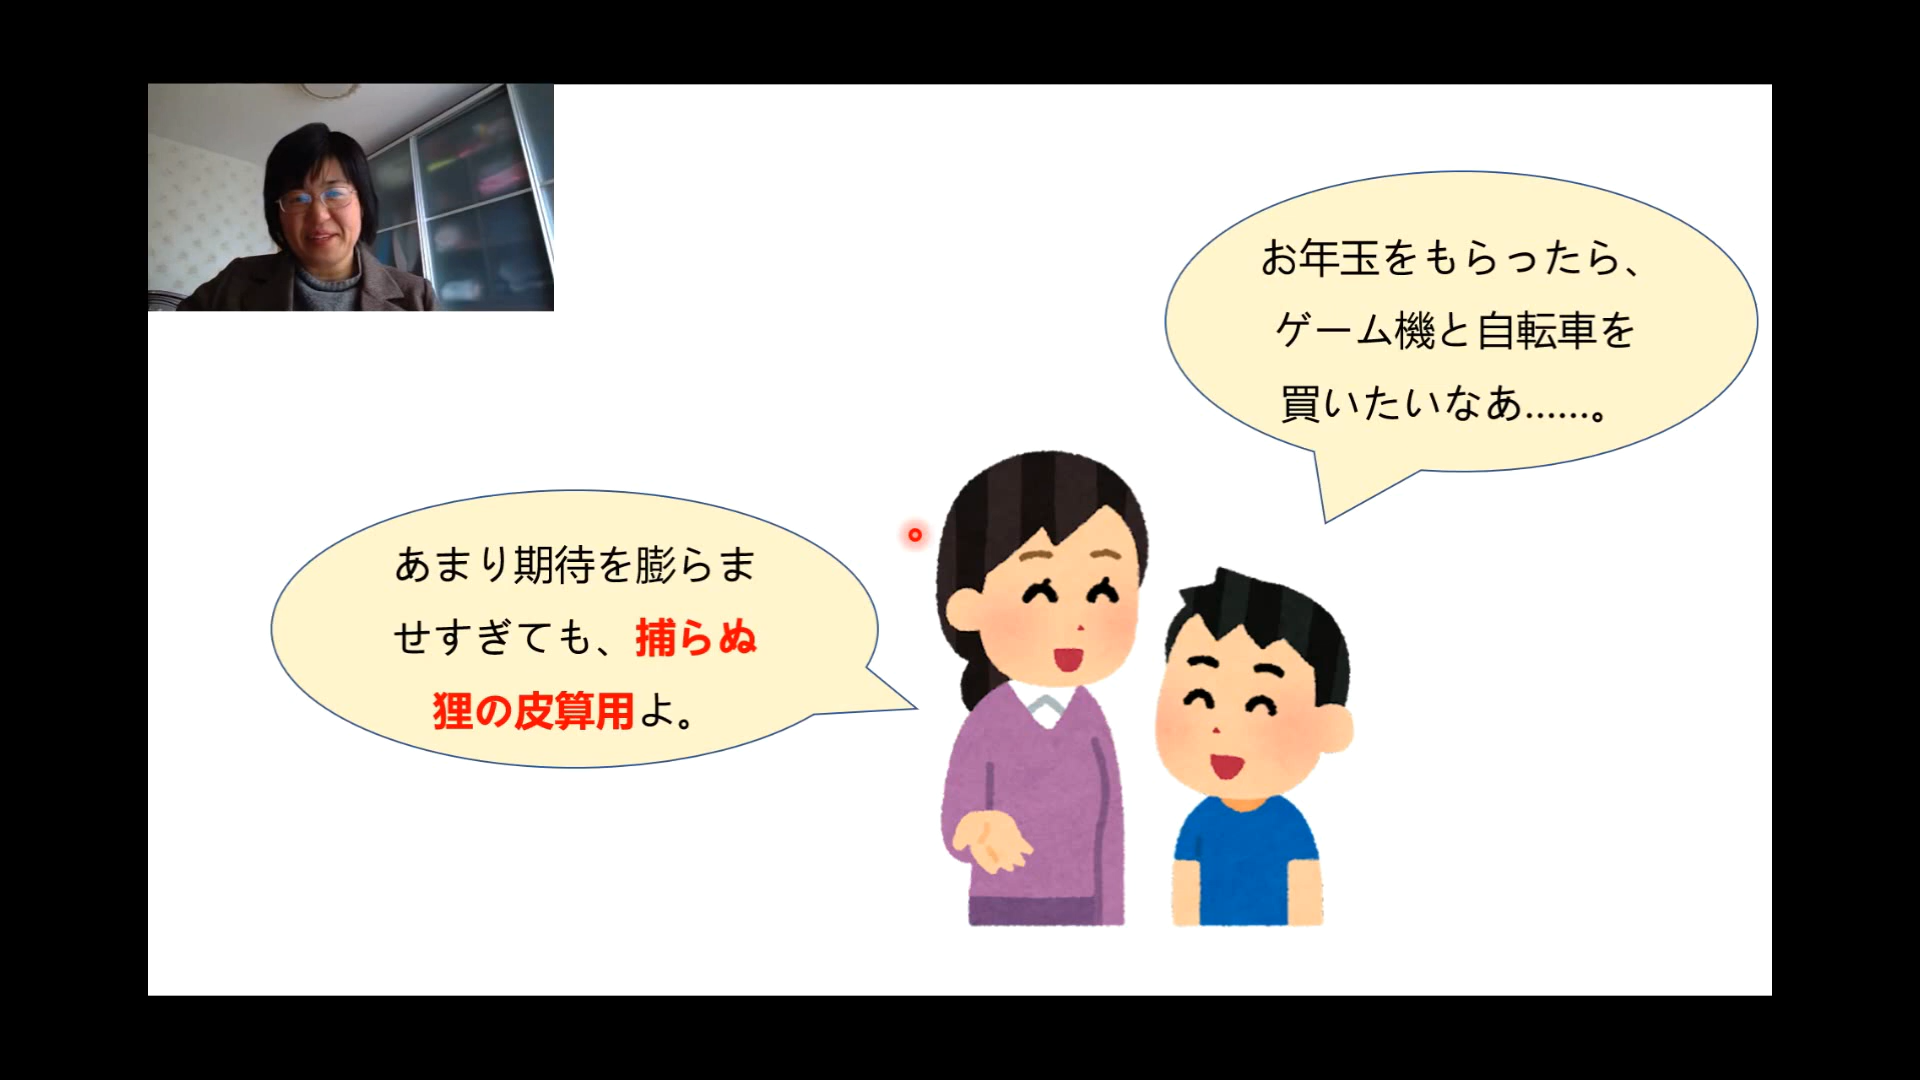 お年玉をもらったら、
ゲーム機と自転車を
買いたいなあ……。
あまり期待を膨らま
せすぎても、捕らぬ
狸の皮算用よ。